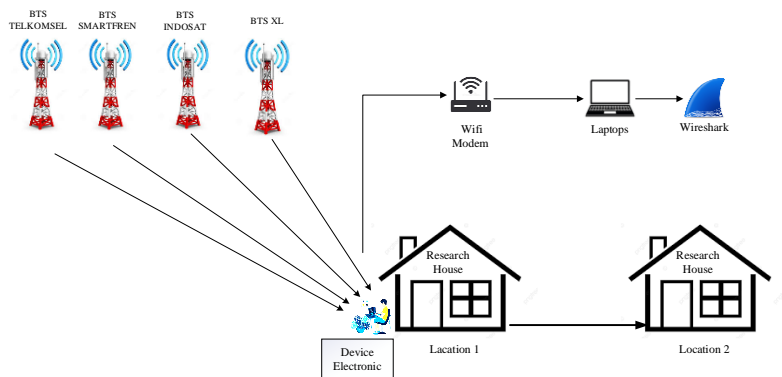 BTS
TELKOMSEL
BTS
SMARTFREN
BTS
INDOSAT
BTS XL
Wifi
Modem
Laptops
Wireshark
Research
House
Research
House
Device
Electronic
Lacation 1
Location 2